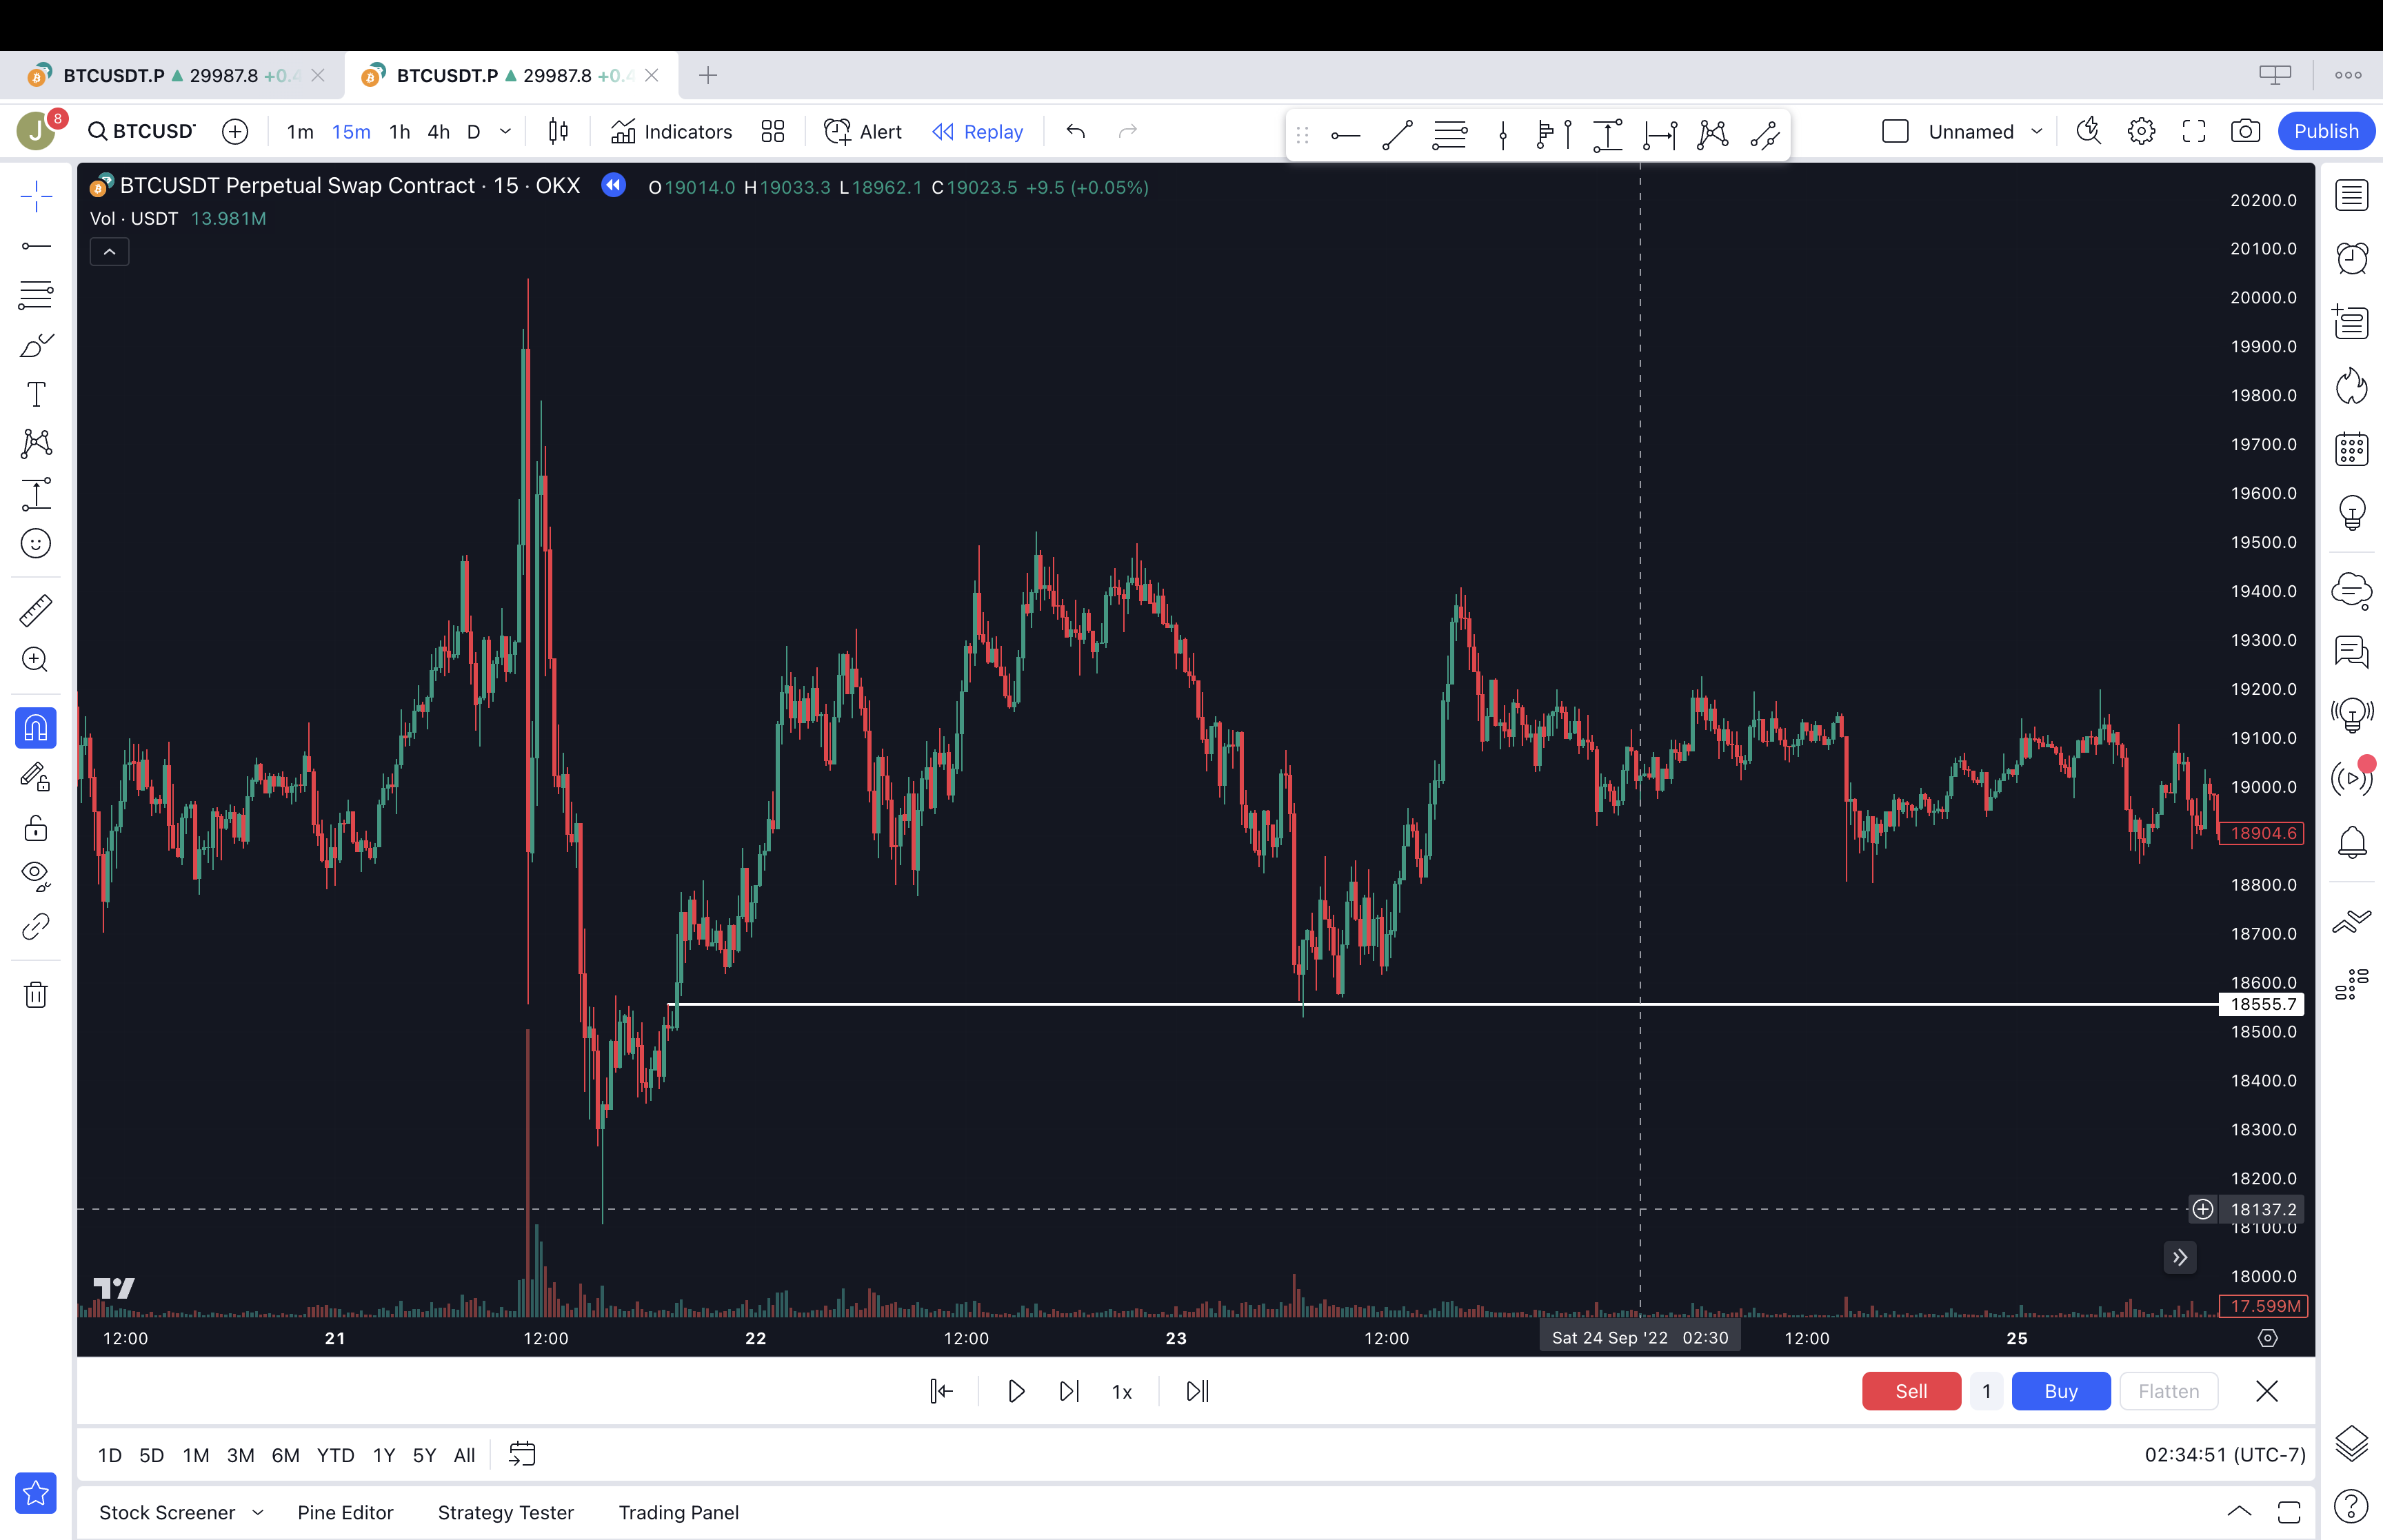 BTCUSDT.P 29987.8 +0.4 BTCUSDT.P 29987.8 +0.4
J 8 BTCUSDT 1m 15m 1h 4h D Indicators Alert Replay Unnamed Publish
BTCUSDT Perpetual Swap Contract · 15 · OKX O19014.0 H19033.3 L18962.1 C19023.5 +9.5 (+0.05%)
Vol · USDT 13.981M
20200.0
20100.0
20000.0
19900.0
19800.0
19700.0
19600.0
19500.0
19400.0
19300.0
19200.0
19100.0
19000.0
18904.6
18800.0
18700.0
18600.0
18555.7
18500.0
18400.0
18300.0
18200.0
18137.2
18100.0
18000.0
17.599M
12:00 21 12:00 22 12:00 23 12:00 Sat 24 Sep '22 02:30 12:00 25
1x Sell 1 Buy Flatten
1D 5D 1M 3M 6M YTD 1Y 5Y All 02:34:51 (UTC-7)
Stock Screener Pine Editor Strategy Tester Trading Panel